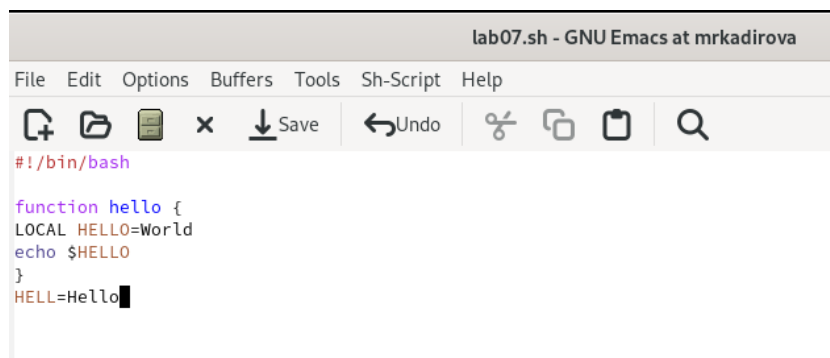 lab07.sh - GNU Emacs at mrkadirova
File Edit Options Buffers Tools Sh-Script Help
Save Undo
#!/bin/bash
function hello {
LOCAL HELLO=World
echo $HELLO
}
HELL=Hello